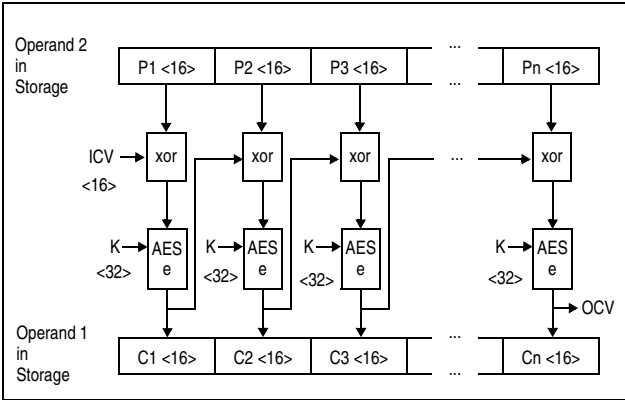 Operand 2
in
Storage
P1 <16> P2 <16> P3 <16> ... ... Pn <16>
ICV
<16>
xor xor xor ... xor
K
<32>
AES
e
K
<32>
AES
e
K
<32>
AES
e
K
<32>
AES
e
OCV
Operand 1
in
Storage
C1 <16> C2 <16> C3 <16> ... ... Cn <16>